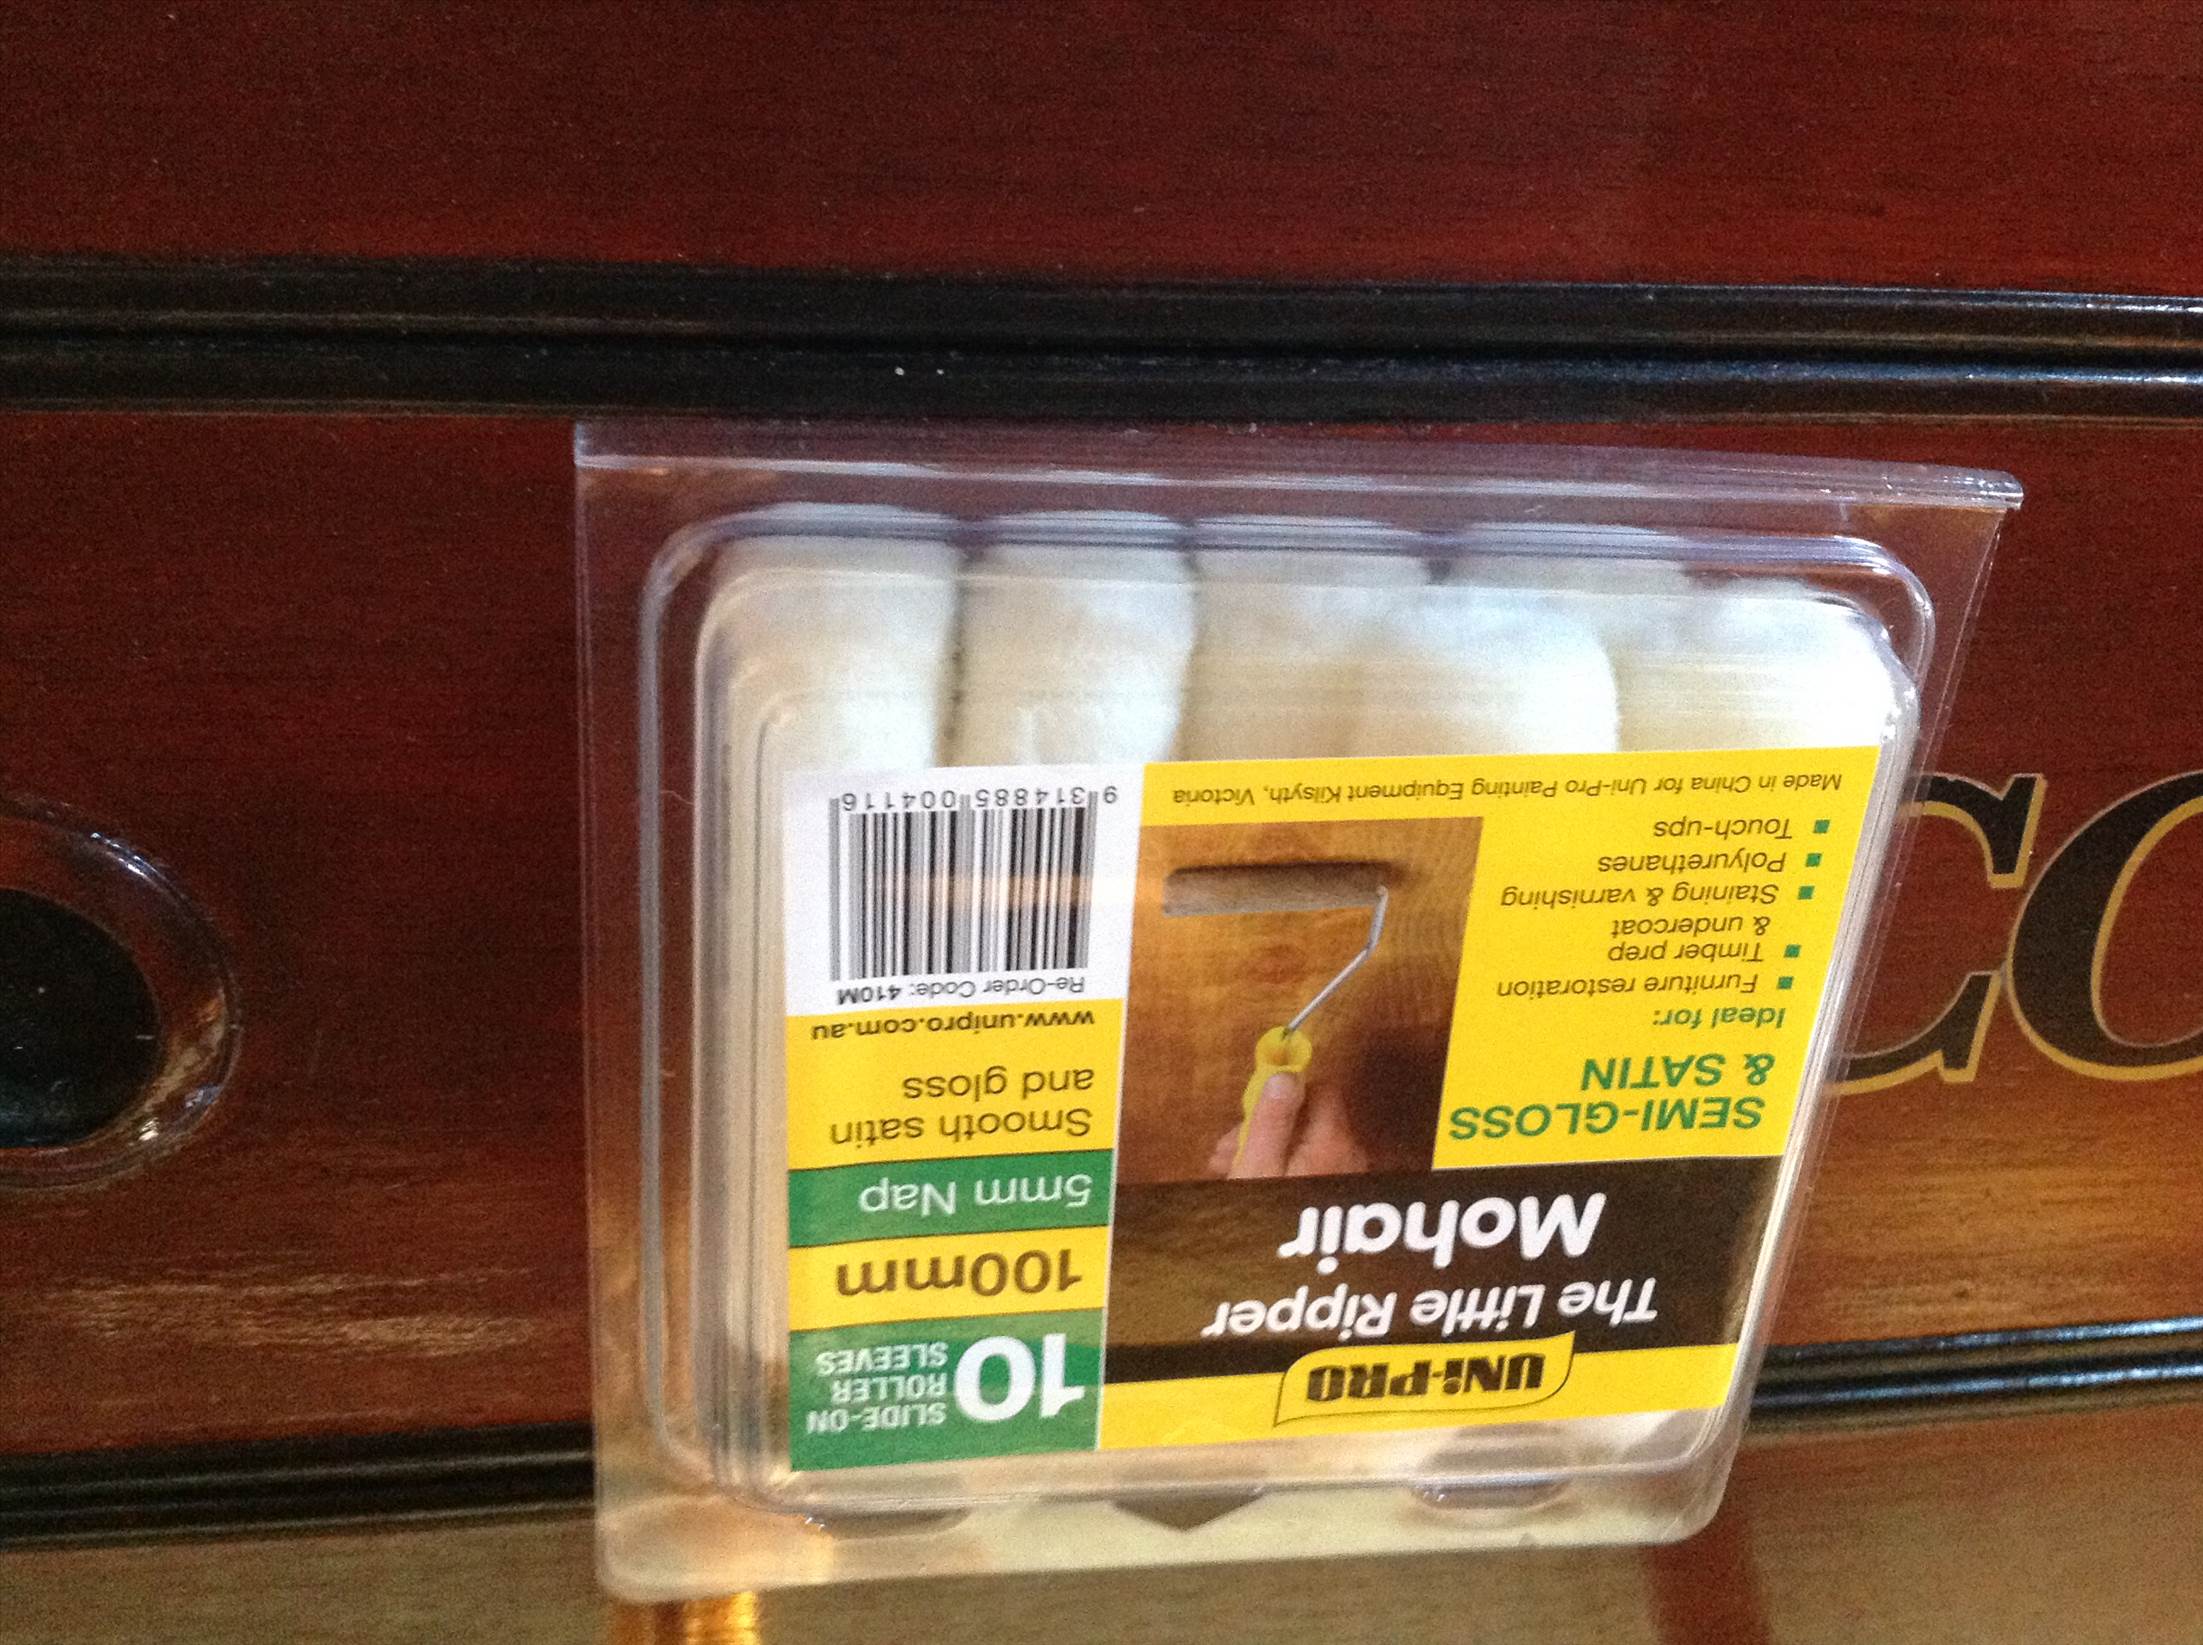 UNi-PRO
The Little Ripper
Mohair
SEMI-GLOSS
& SATIN
Ideal for:
▪ Furniture restoration
▪ Timber prep
& undercoat
▪ Staining & varnishing
▪ Polyurethanes
▪ Touch-ups
Made in China for Uni-Pro Painting Equipment Kilsyth, Victoria
10
SLIDE-ON
ROLLER
SLEEVES
100mm
5mm Nap
Smooth satin
and gloss
www.unipro.com.au
Re-Order Code: 410M
9 314885 004116